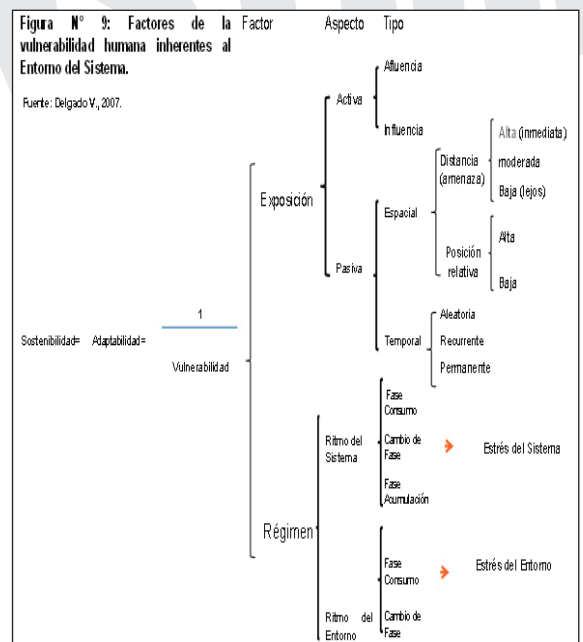 Figura N° 9: Factores de la
vulnerabilidad humana inherentes al
Entorno del Sistema.
Fuente: Delgado V., 2007.
Factor Aspecto Tipo
Afluencia
Activa
Influencia
Exposición
Alta (inmediata)
Distancia
(amenaza)
moderada
Baja (lejos)
Espacial
Alta
Posición
relativa
Baja
Pasiva
Aleatoria
Temporal Recurrente
Permanente
1
Sostenibilidad= Adaptabilidad=
Vulnerabilidad
Fase
Consumo
Ritmo del
Sistema
Cambio de
Fase
Estrés del Sistema
Fase
Acumulación
Régimen
Fase
Consumo
Estrés del Entorno
Ritmo del
Entorno
Cambio de
Fase